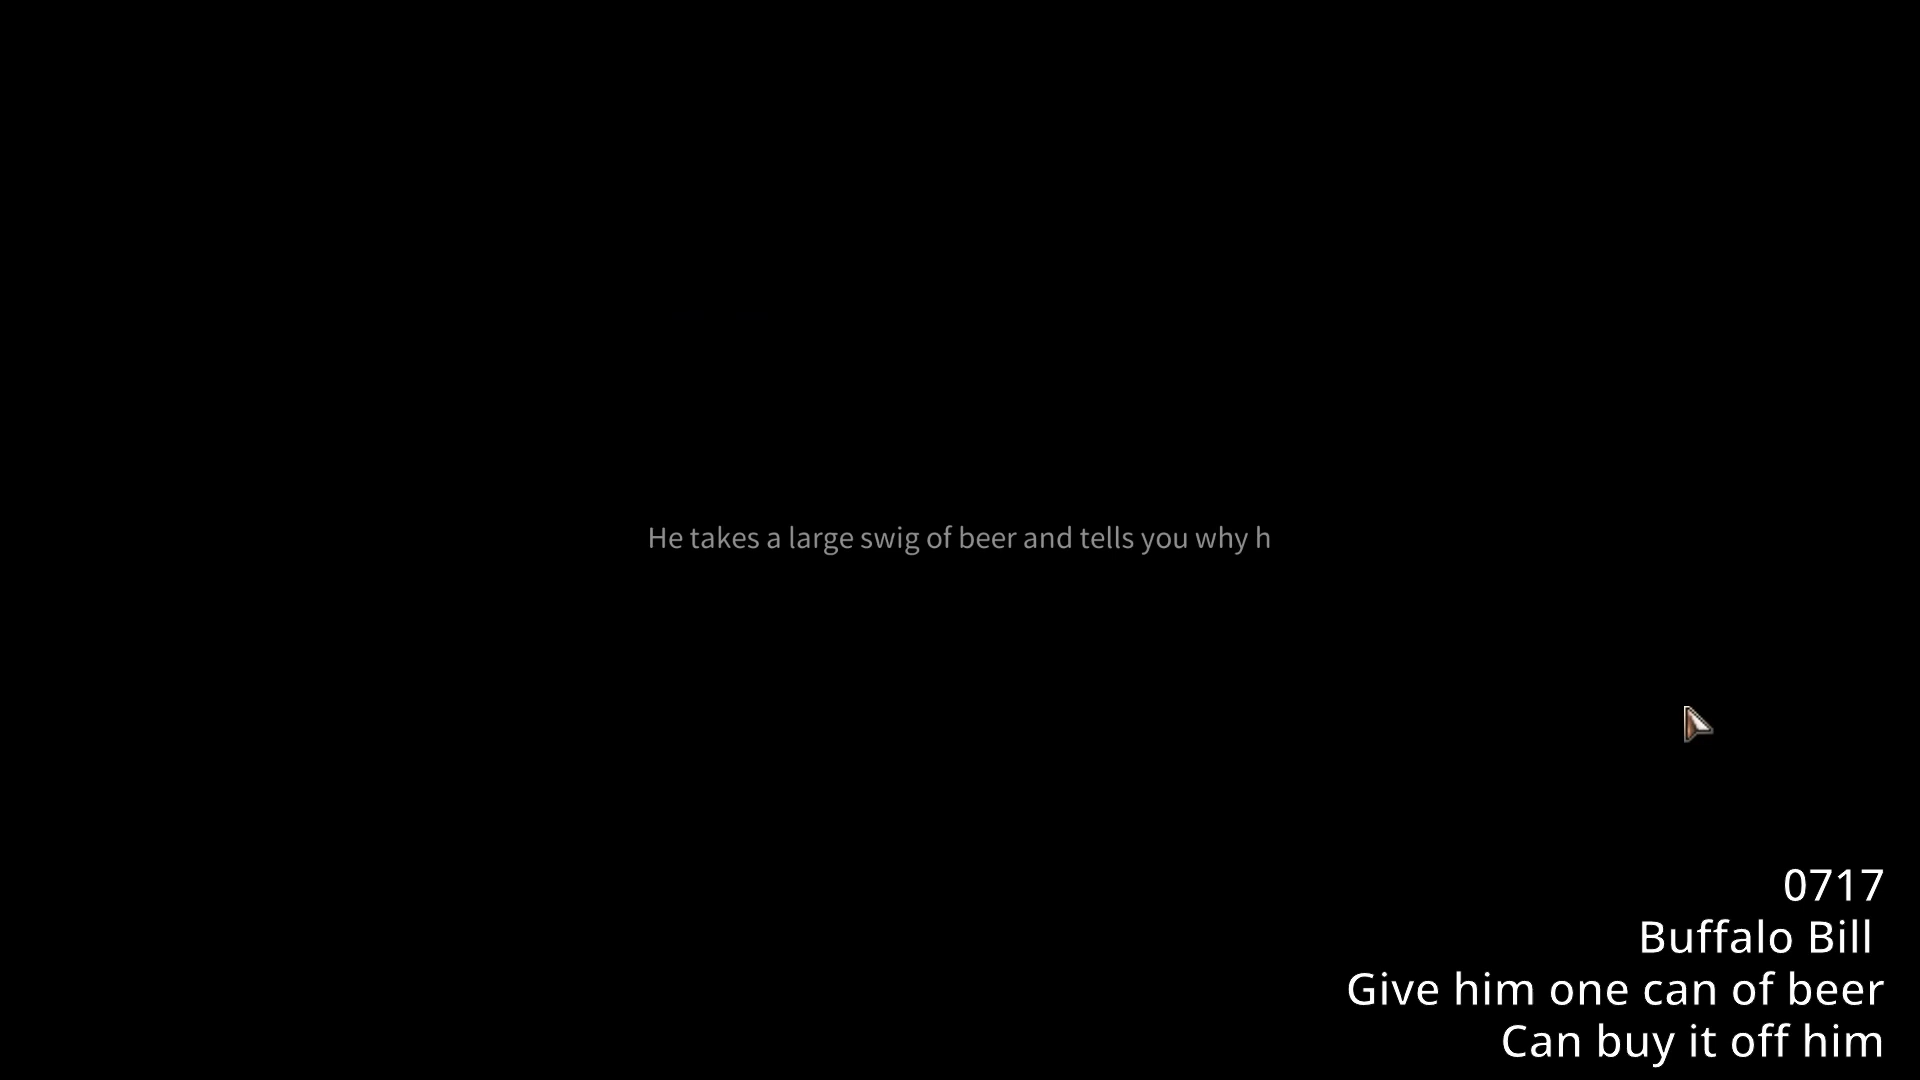 He takes a large swig of beer and tells you why h
0717
Buffalo Bill
Give him one can of beer
Can buy it off him